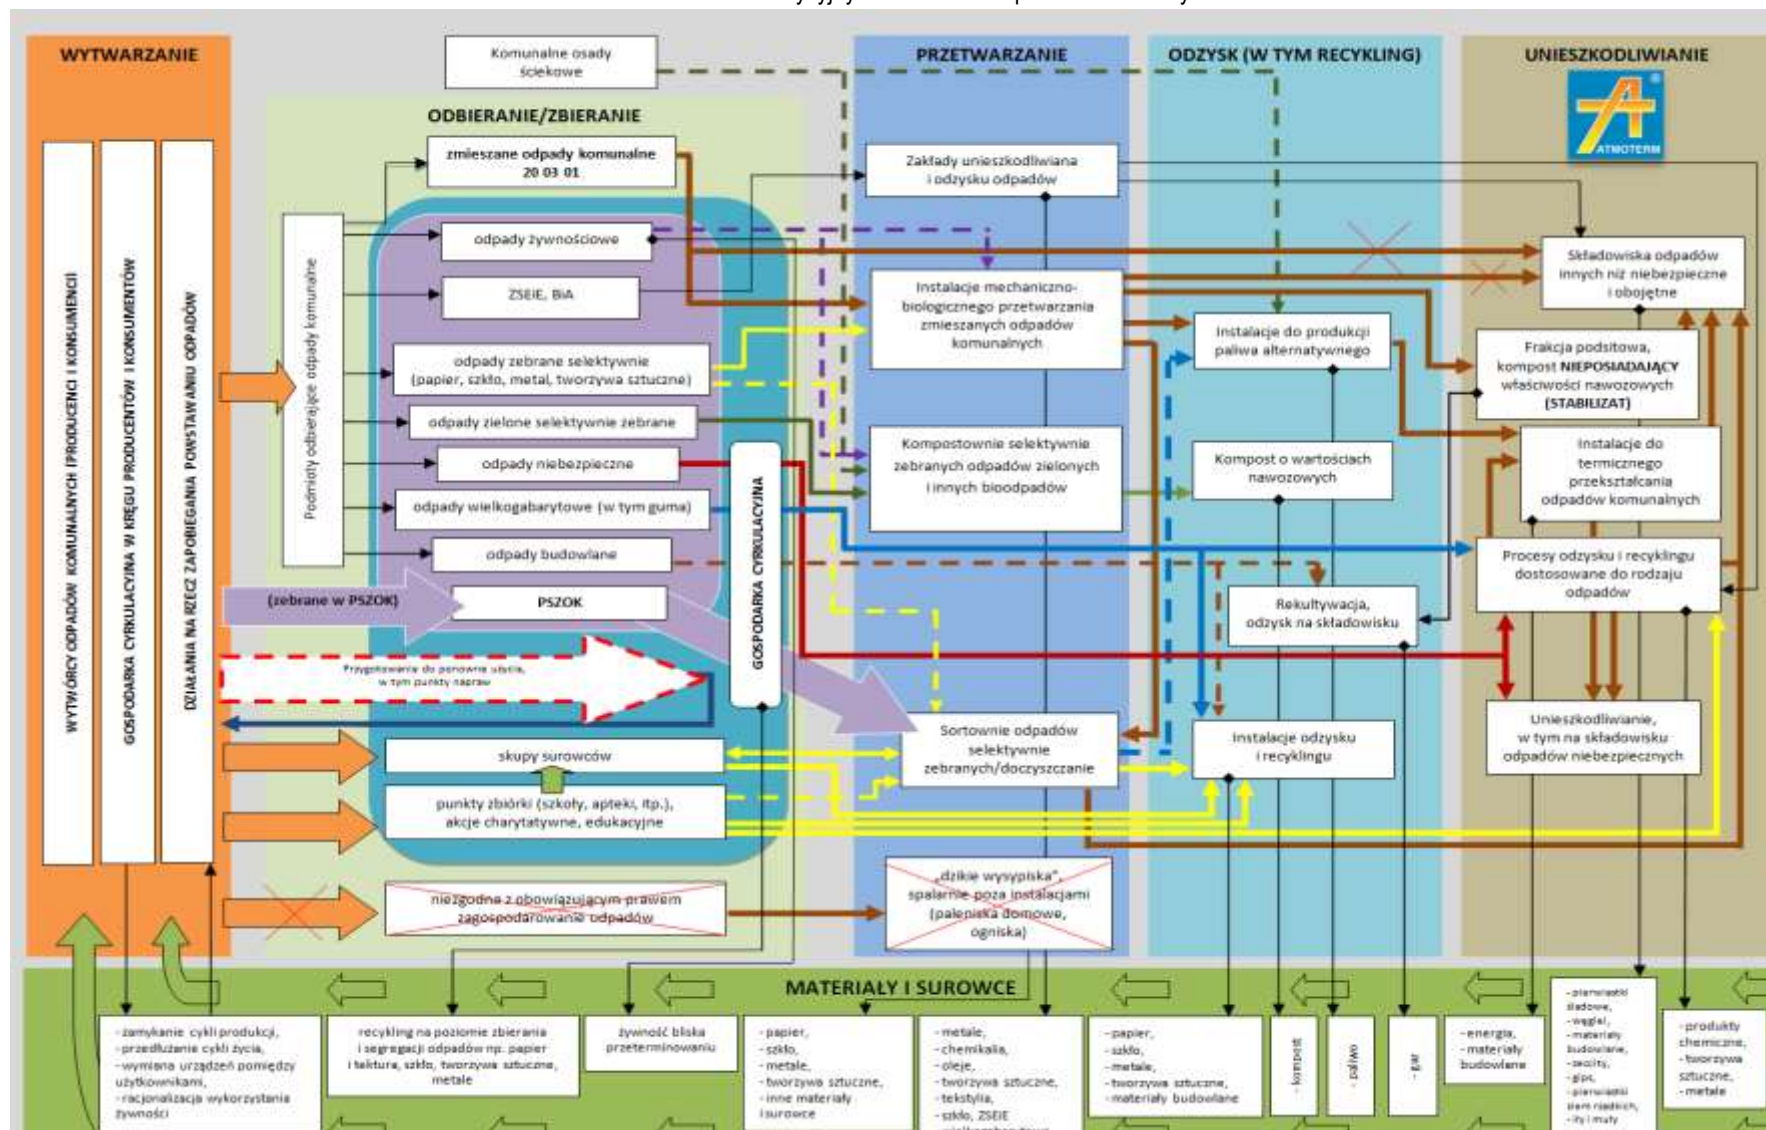 WYTWARZANIE
Komunalne osady
ściekowe
PRZETWARZANIE
ODZYSK (W TYM RECYKLING)
UNIESZKODLIWIANIE
ATMOTERM
®
ODBIERANIE/ZBIERANIE
zmieszane odpady komunalne
20 03 01
Zakłady unieszkodliwiana
i odzysku odpadów
WYTWÓRCY ODPADÓW KOMUNALNYCH (PRODUCENCI I KONSUMENCI)
GOSPODARKA CYRKULACYJNA W KRĘGU PRODUCENTÓW I KONSUMENTÓW
DZIAŁANIA NA RZECZ ZAPOBIEGANIA POWSTAWANIU ODPADÓW
Podmioty odbierające odpady komunalne
odpady żywnościowe
ZSEiE, BiA
odpady zebrane selektywnie
(papier, szkło, metal, tworzywa sztuczne)
odpady zielone selektywnie zebrane
odpady niebezpieczne
odpady wielkogabarytowe (w tym guma)
odpady budowlane
(zebrane w PSZOK)
PSZOK
GOSPODARKA CYRKULACYJNA
Przygotowanie do ponowne użycia,
w tym punkty napraw
skupy surowców
punkty zbiórki (szkoły, apteki, itp.),
akcje charytatywne, edukacyjne
niezgodne z obowiązującym prawem
zagospodarowanie odpadów
Instalacje mechaniczno-
biologicznego przetwarzania
zmieszanych odpadów
komunalnych
Kompostownie selektywnie
zebranych odpadów zielonych
i innych bioodpadów
Sortownie odpadów
selektywnie
zebranych/doczyszczanie
„dzikie wysypiska”,
spalarnie poza instalacjami
(paleniska domowe,
ogniska)
Instalacje do produkcji
paliwa alternatywnego
Kompost o wartościach
nawozowych
Rekultywacja,
odzysk na składowisku
Instalacje odzysku
i recyklingu
Składowiska odpadów
innych niż niebezpieczne
i obojętne
Frakcja podsitowa,
kompost NIEPOSIADAJĄCY
właściwości nawozowych
(STABILIZAT)
Instalacje do
termicznego
przekształcania
odpadów komunalnych
Procesy odzysku i recyklingu
dostosowane do rodzaju
odpadów
Unieszkodliwianie,
w tym na składowisku
odpadów niebezpiecznych
MATERIAŁY I SUROWCE
- zamykanie cykli produkcji,
- przedłużanie cykli życia,
- wymiana urządzeń pomiędzy
użytkownikami,
- racjonalizacja wykorzystania
żywności
recykling na poziomie zbierania
i segregacji odpadów np. papier
i tektura, szkło, tworzywa sztuczne,
metale
żywność bliska
przeterminowaniu
- papier,
- szkło,
- metale,
- tworzywa sztuczne,
- inne materiały
i surowce
- metale,
- chemikalia,
- oleje,
- tworzywa sztuczne,
- tekstylia,
- szkło, ZSEiE
- papier,
- szkło,
- metale,
- tworzywa sztuczne,
- materiały budowlane
- kompost
- paliwo
- gaz
- energia,
- materiały
budowlane
- pierwiastki
śladowe,
- węgiel,
- materiały
budowlane,
- zeolity,
- gips,
- pierwiastki
ziem rzadkich,
- iły i muły
- produkty
chemiczne,
- tworzywa
sztuczne,
- metale